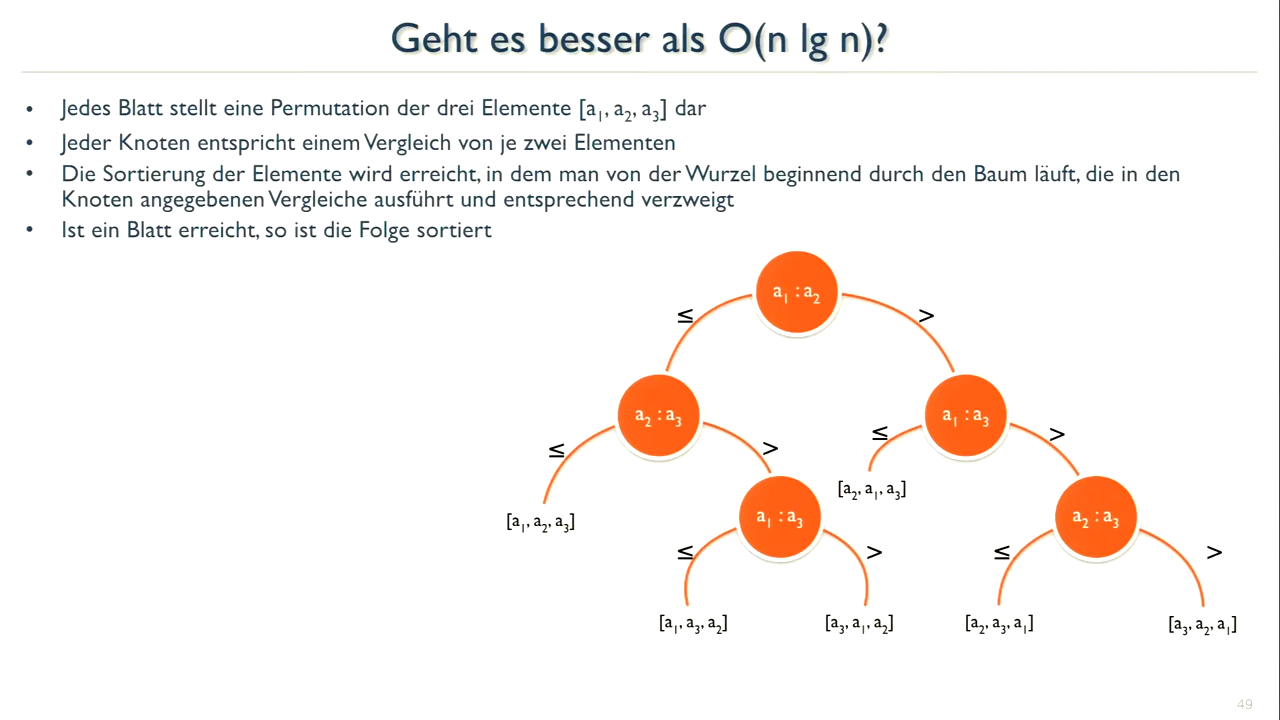 Geht es besser als O(n lg n)?
• Jedes Blatt stellt eine Permutation der drei Elemente [a₁, a₂, a₃] dar
• Jeder Knoten entspricht einem Vergleich von je zwei Elementen
• Die Sortierung der Elemente wird erreicht, in dem man von der Wurzel beginnend durch den Baum läuft, die in den
Knoten angegebenen Vergleiche ausführt und entsprechend verzweigt
• Ist ein Blatt erreicht, so ist die Folge sortiert
a₁ : a₂
≤
>
a₂ : a₃
a₁ : a₃
≤
>
≤
>
[a₂, a₁, a₃]
[a₁, a₂, a₃]
a₁ : a₃
a₂ : a₃
≤
>
≤
>
[a₁, a₃, a₂]
[a₃, a₁, a₂]
[a₂, a₃, a₁]
[a₃, a₂, a₁]
49